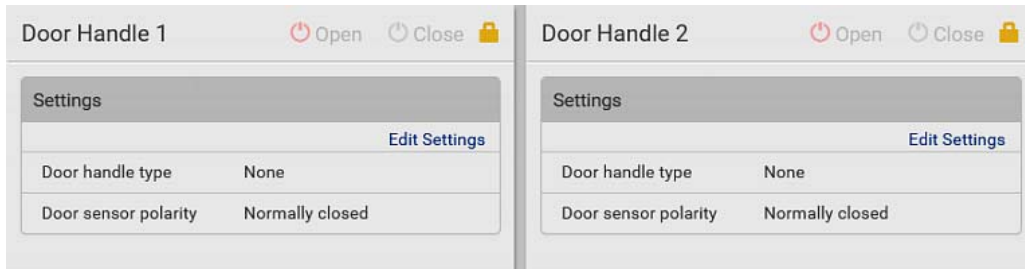 Door Handle 1 Open Close
Settings
Edit Settings
Door handle type None
Door sensor polarity Normally closed
Door Handle 2 Open Close
Settings
Edit Settings
Door handle type None
Door sensor polarity Normally closed